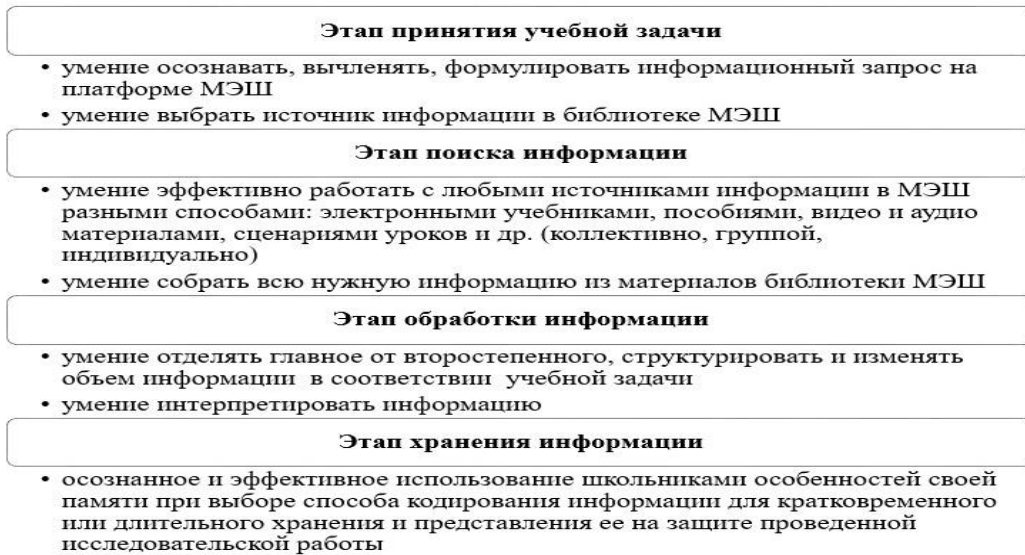 Этап принятия учебной задачи
• умение осознавать, вычленять, формулировать информационный запрос на
платформе МЭШ
• умение выбрать источник информации в библиотеке МЭШ
Этап поиска информации
• умение эффективно работать с любыми источниками информации в МЭШ
разными способами: электронными учебниками, пособиями, видео и аудио
материалами, сценариями уроков и др. (коллективно, группой,
индивидуально)
• умение собрать всю нужную информацию из материалов библиотеки МЭШ
Этап обработки информации
• умение отделять главное от второстепенного, структурировать и изменять
объем информации в соответствии учебной задачи
• умение интерпретировать информацию
Этап хранения информации
• осознанное и эффективное использование школьниками особенностей своей
памяти при выборе способа кодирования информации для кратковременного
или длительного хранения и представления ее на защите проведенной
исследовательской работы